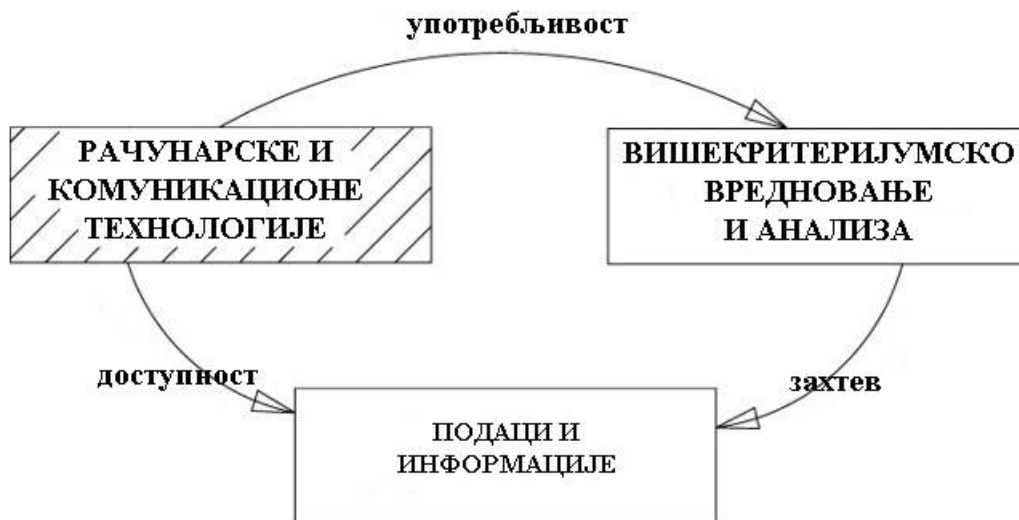 употребљивост
РАЧУНАРСКЕ И
КОМУНИКАЦИОНЕ
ТЕХНОЛОГИЈЕ
ВИШЕКРИТЕРИЈУМСКО
ВРЕДНОВАЊЕ
И АНАЛИЗА
доступност
захтев
ПОДАЦИ И
ИНФОРМАЦИЈЕ